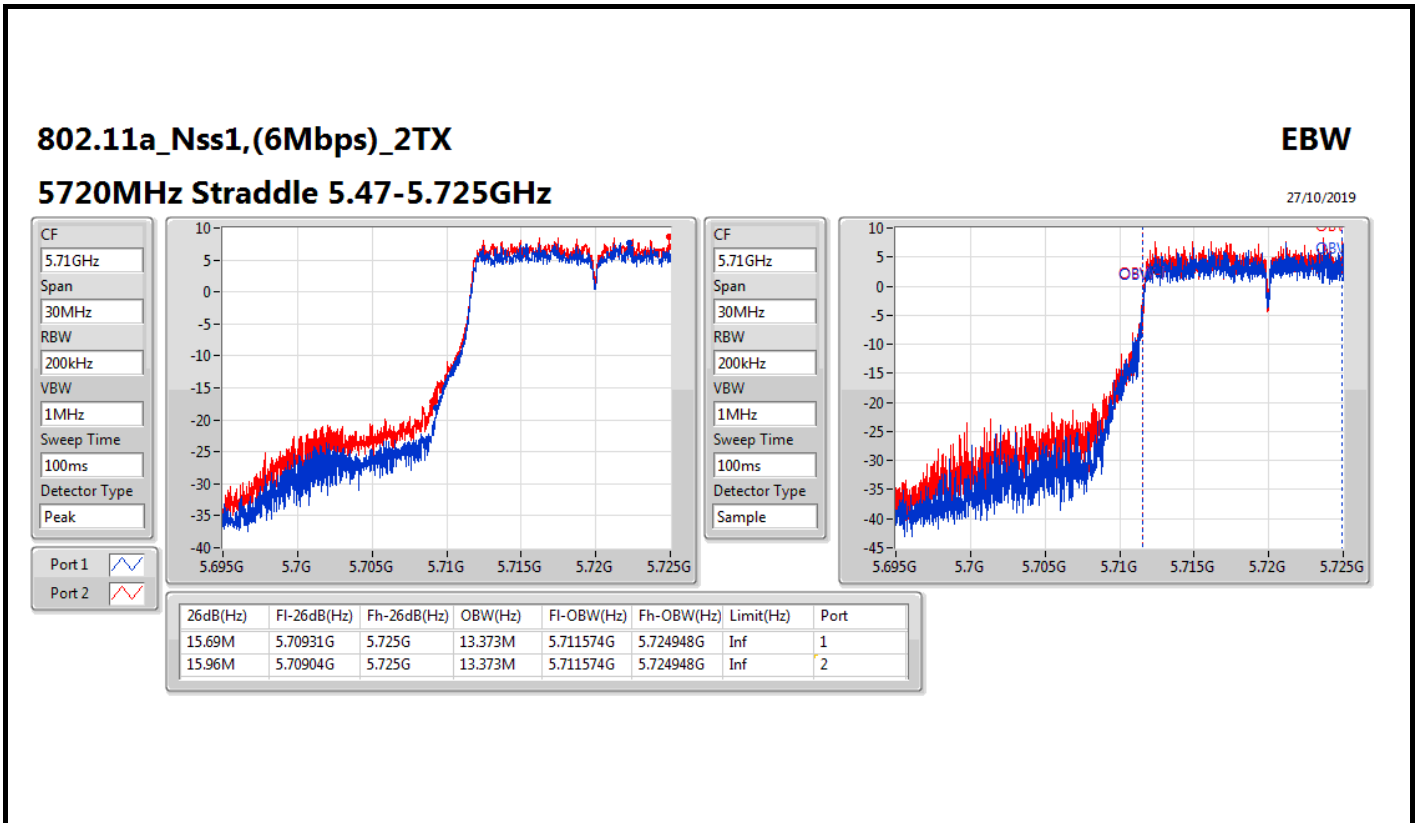 802.11a_Nss1,(6Mbps)_2TX
EBW
5720MHz Straddle 5.47-5.725GHz
27/10/2019
CF
5.71GHz
Span
30MHz
RBW
200kHz
VBW
1MHz
Sweep Time
100ms
Detector Type
Peak
Port 1
Port 2
10
5
0
-5
-10
-15
-20
-25
-30
-35
-40
5.695G 5.7G 5.705G 5.71G 5.715G 5.72G 5.725G
CF
5.71GHz
Span
30MHz
RBW
200kHz
VBW
1MHz
Sweep Time
100ms
Detector Type
Sample
10
5
0
-5
-10
-15
-20
-25
-30
-35
-40
-45
5.695G 5.7G 5.705G 5.71G 5.715G 5.72G 5.725G
26dB(Hz) Fl-26dB(Hz) Fh-26dB(Hz) OBW(Hz) Fl-OBW(Hz) Fh-OBW(Hz) Limit(Hz) Port
15.69M 5.70931G 5.725G 13.373M 5.711574G 5.724948G Inf 1
15.96M 5.70904G 5.725G 13.373M 5.711574G 5.724948G Inf 2